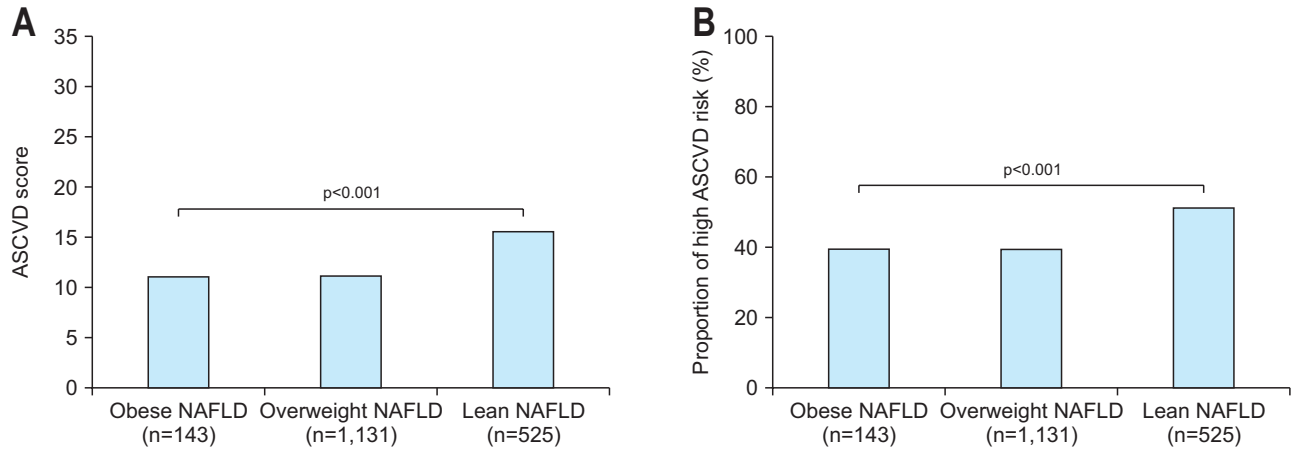 A
35
30
25
20
15
10
5
0
ASCVD score
p<0.001
Obese NAFLD
(n=143)
Overweight NAFLD
(n=1,131)
Lean NAFLD
(n=525)
B
100
80
60
40
20
0
Proportion of high ASCVD risk (%)
p<0.001
Obese NAFLD
(n=143)
Overweight NAFLD
(n=1,131)
Lean NAFLD
(n=525)